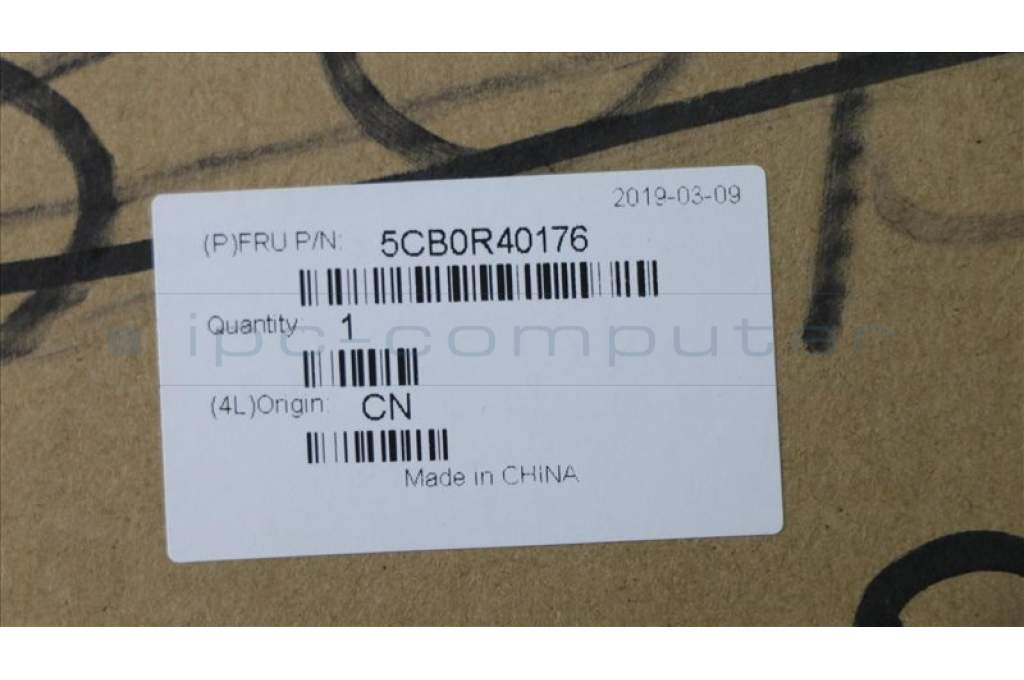 2019-03-09
(P)FRU P/N: 5CB0R40176
Quantity: 1
ipc-computer
(4L)Origin: CN
Made in CHINA